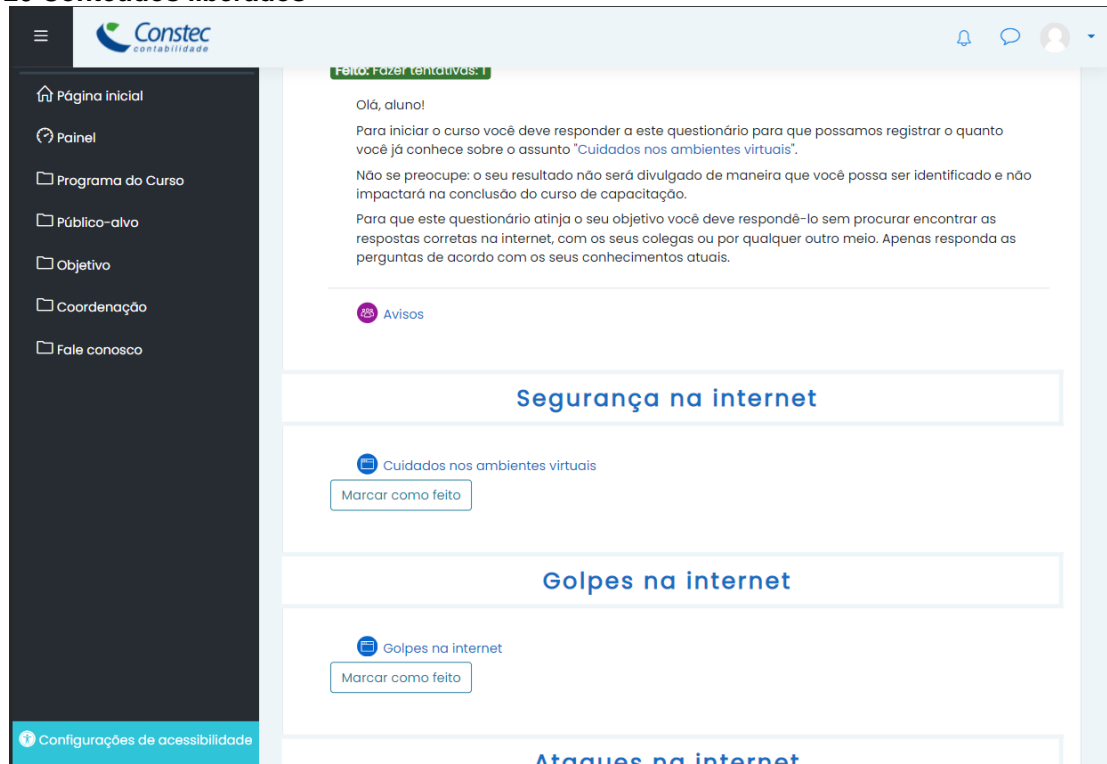 Conteúdos liberados
Constec
contabilidade
Feito: Fazer tentativas: 1
Página inicial
Painel
Programa do Curso
Público-alvo
Objetivo
Coordenação
Fale conosco
Configurações de acessibilidade
Olá, aluno!
Para iniciar o curso você deve responder a este questionário para que possamos registrar o quanto
você já conhece sobre o assunto "Cuidados nos ambientes virtuais".
Não se preocupe: o seu resultado não será divulgado de maneira que você possa ser identificado e não
impactará na conclusão do curso de capacitação.
Para que este questionário atinja o seu objetivo você deve respondê-lo sem procurar encontrar as
respostas corretas na internet, com os seus colegas ou por qualquer outro meio. Apenas responda as
perguntas de acordo com os seus conhecimentos atuais.
Avisos
Segurança na internet
Cuidados nos ambientes virtuais
Marcar como feito
Golpes na internet
Golpes na internet
Marcar como feito
Ataques na internet